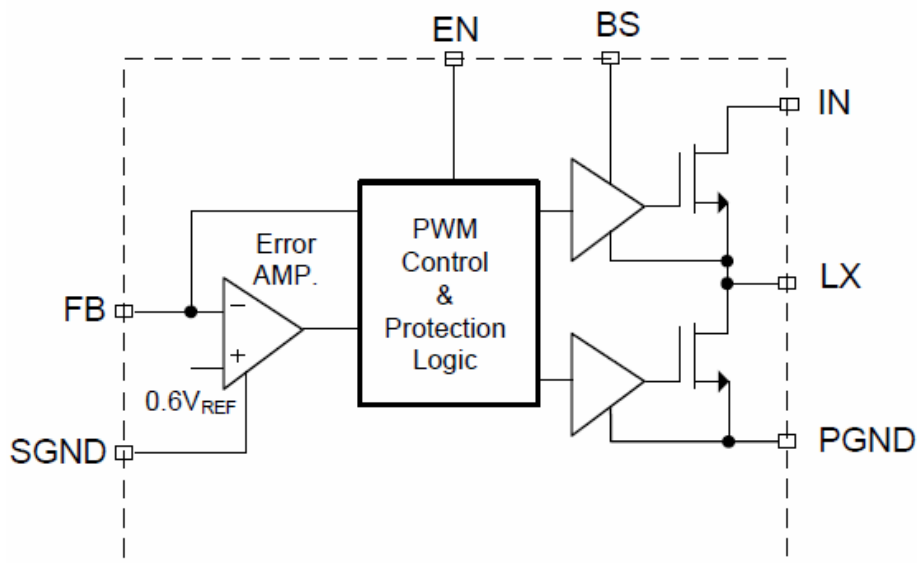 EN
BS
IN
Error
AMP.
PWM
Control
&
Protection
Logic
LX
FB
−
+
0.6VREF
SGND
PGND